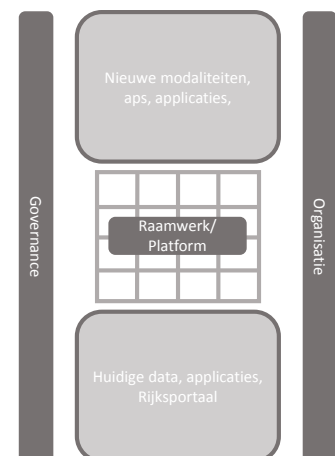 Nieuwe modaliteiten,
aps, applicaties,
Governance
Raamwerk/
Platform
Organisatie
Huidige data, applicaties,
Rijksportaal